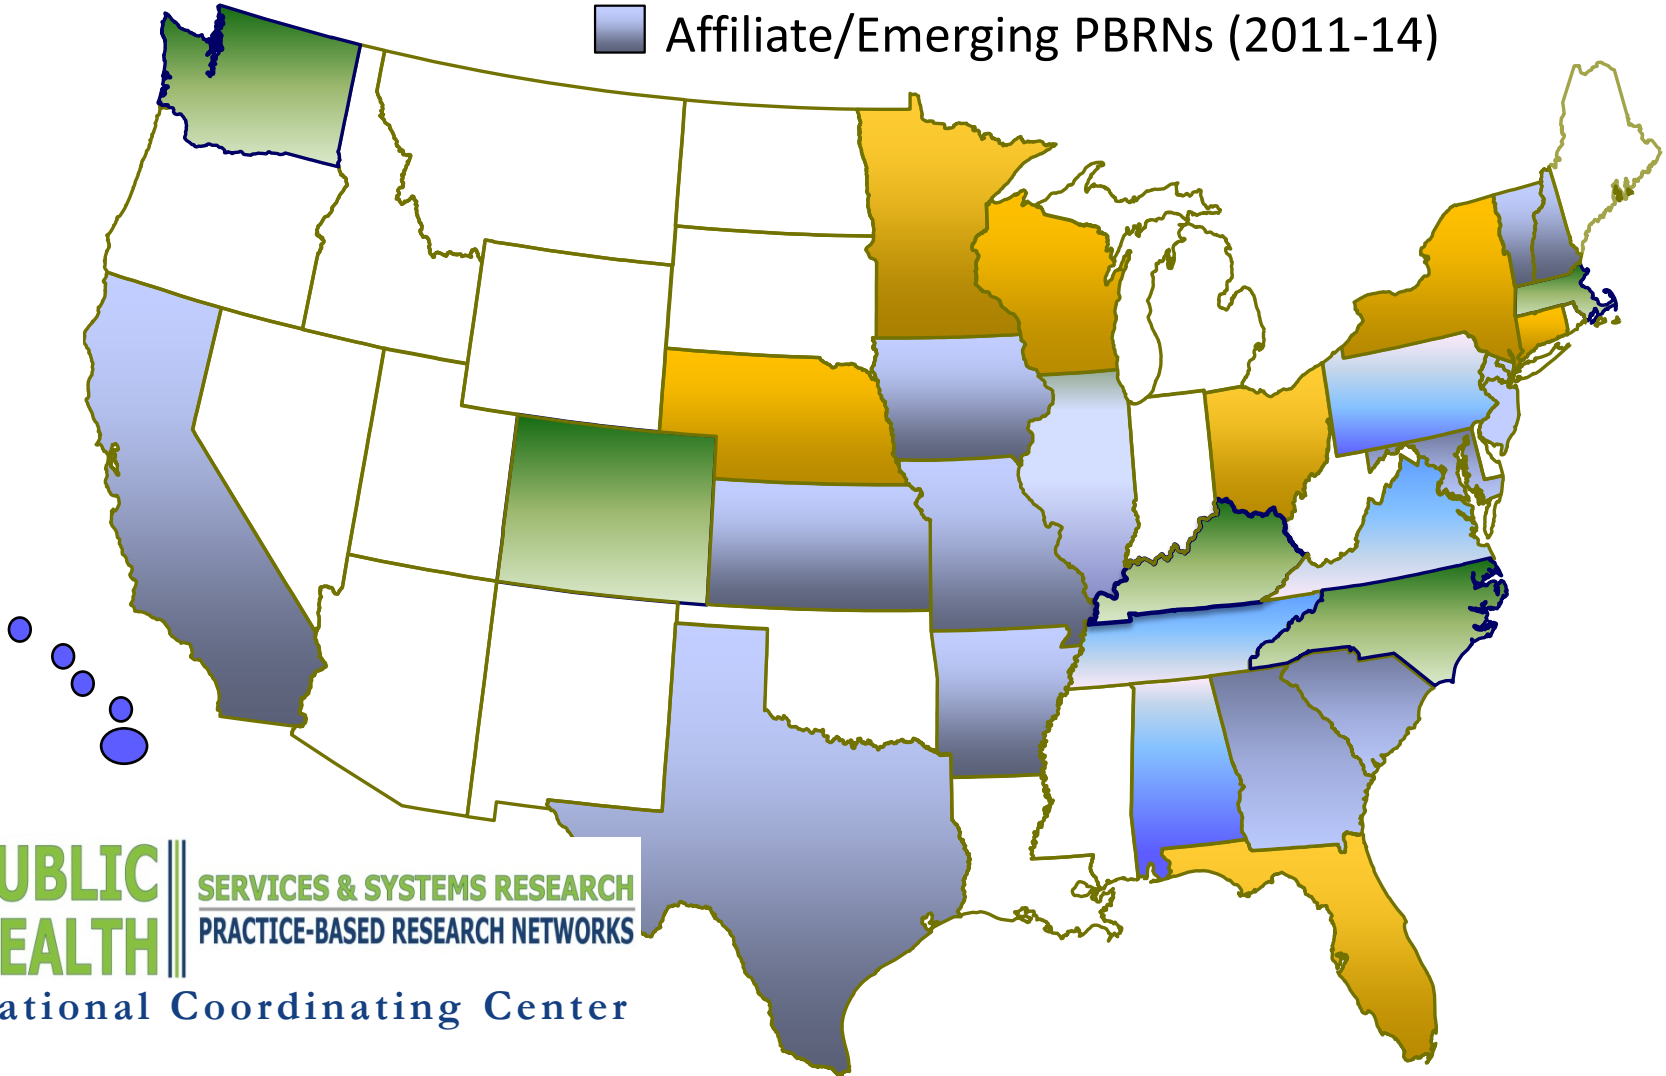 Affiliate/Emerging PBRNs (2011-14)
UBLIC
EALTH
SERVICES & SYSTEMS RESEARCH
PRACTICE-BASED RESEARCH NETWORKS
ational Coordinating Center